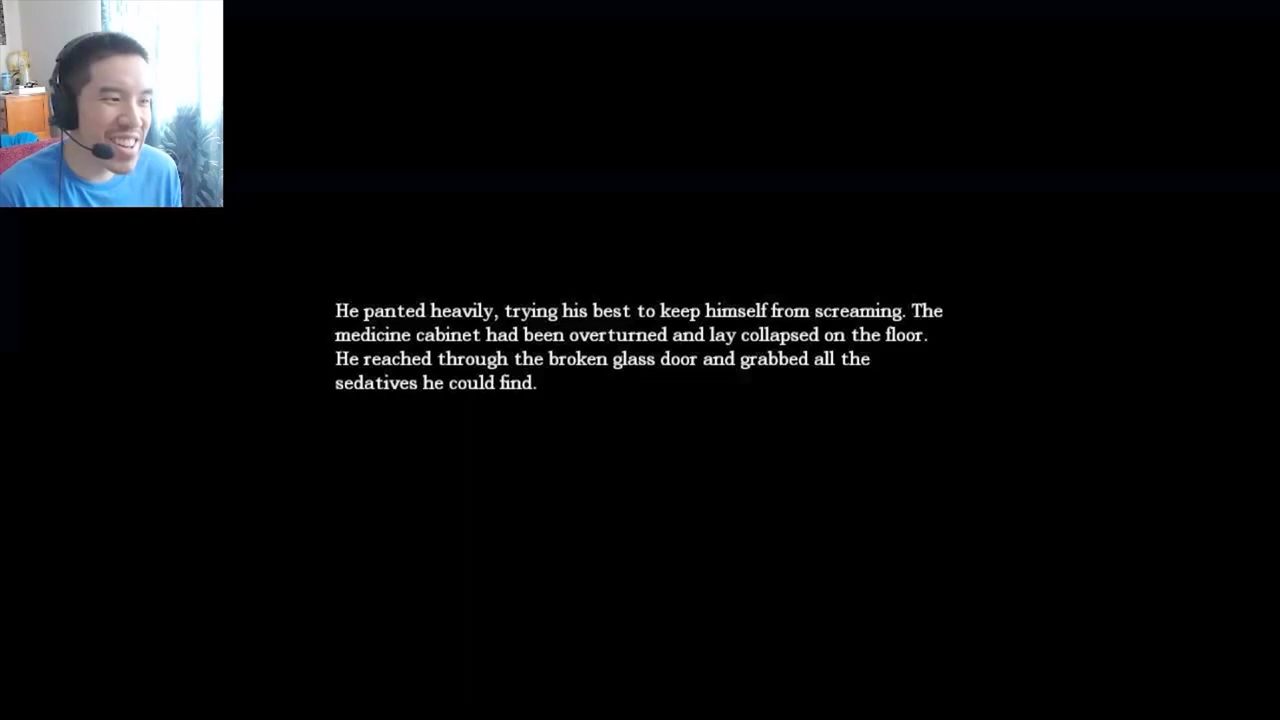 He panted heavily, trying his best to keep himself from screaming. The
medicine cabinet had been overturned and lay collapsed on the floor.
He reached through the broken glass door and grabbed all the
sedatives he could find.